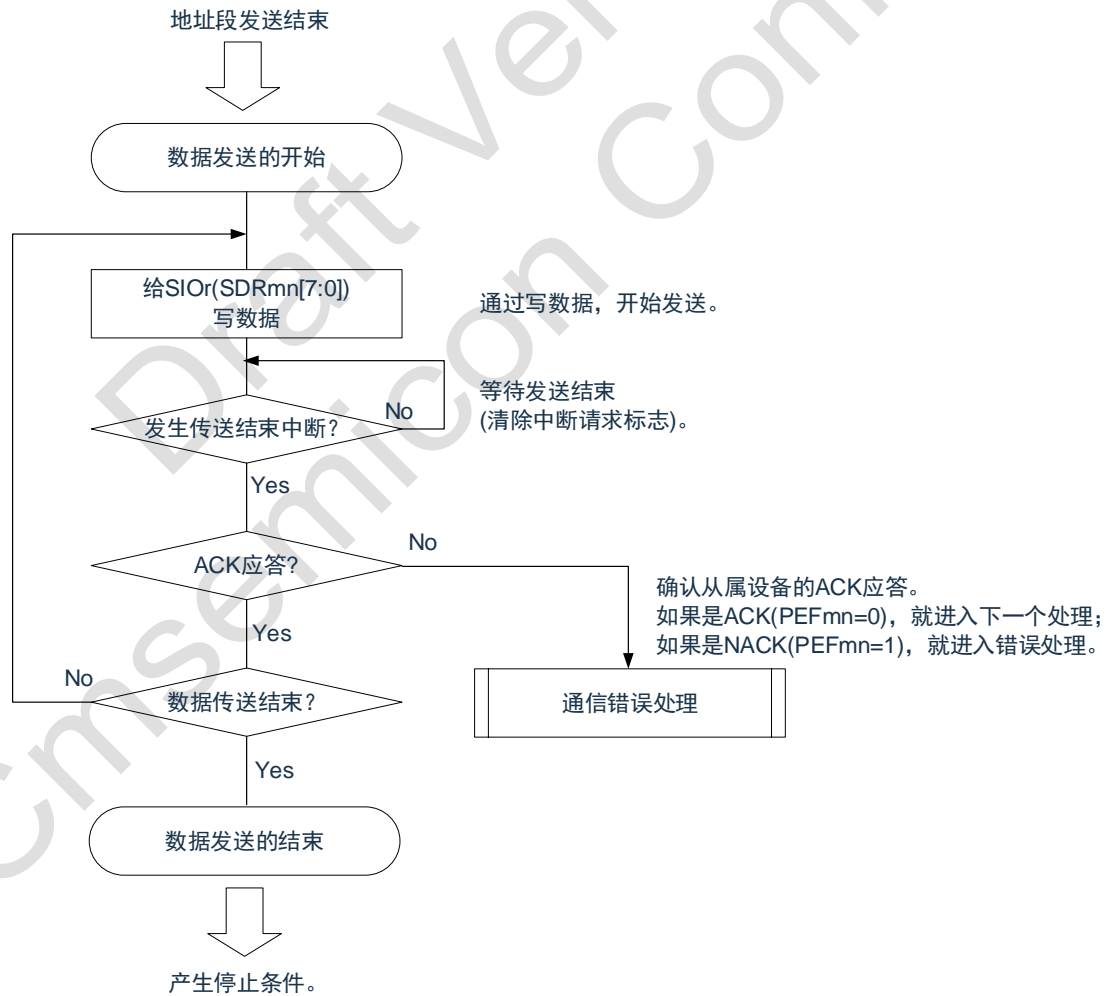 地址段发送结束
数据发送的开始
给SIOr(SDRmn[7:0])
写数据
通过写数据，开始发送。
等待发送结束
(清除中断请求标志)。
发生传送结束中断？
No
Yes
ACK应答?
No
确认从属设备的ACK应答。
如果是ACK(PEFmn=0)，就进入下一个处理；
如果是NACK(PEFmn=1)，就进入错误处理。
Yes
No
数据传送结束？
通信错误处理
Yes
数据发送的结束
产生停止条件。
Draft Ver
Cmsemicon Con